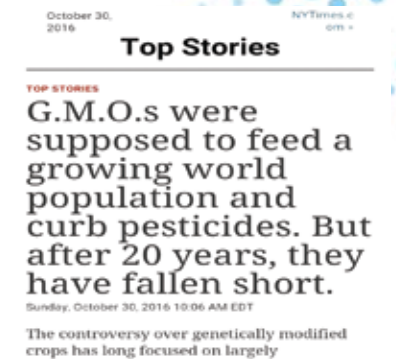 October 30,
2016
NYTimes.c
om »
Top Stories
TOP STORIES
G.M.O.s were
supposed to feed a
growing world
population and
curb pesticides. But
after 20 years, they
have fallen short.
Sunday, October 30, 2016 10:06 AM EDT
The controversy over genetically modified
crops has long focused on largely